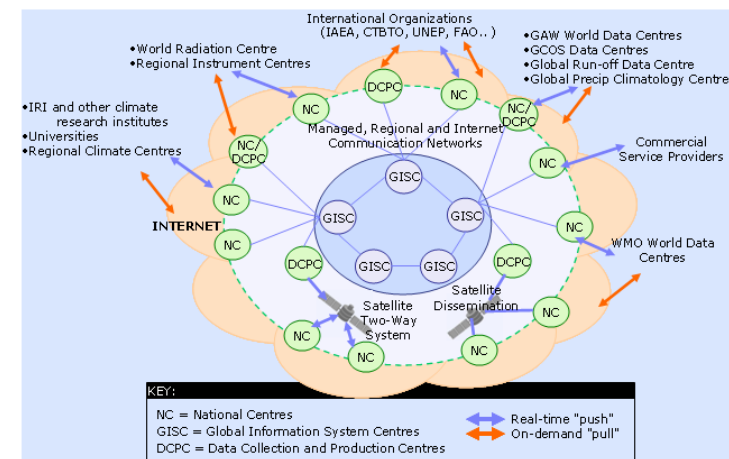 International Organizations
(IAEA, CTBTO, UNEP, FAO..)
•World Radiation Centre
•Regional Instrument Centres
•GAW World Data Centres
•GCOS Data Centres
•Global Run-off Data Centre
•Global Precip Climatology Centre
•IRI and other climate
research institutes
•Universities
•Regional Climate Centres
DCPC
NC
NC
NC/
DCPC
NC/
DCPC
Managed, Regional and Internet
Communication Networks
Commercial
Service Providers
NC
GISC
NC
INTERNET
GISC
GISC
NC
NC
WMO World Data
Centres
DCPC
GISC
GISC
DCPC
Satellite
Two-Way
System
Satellite
Dissemination
NC
NC
NC
NC
KEY:
NC = National Centres
GISC = Global Information System Centres
DCPC = Data Collection and Production Centres
Real-time "push"
On-demand "pull"